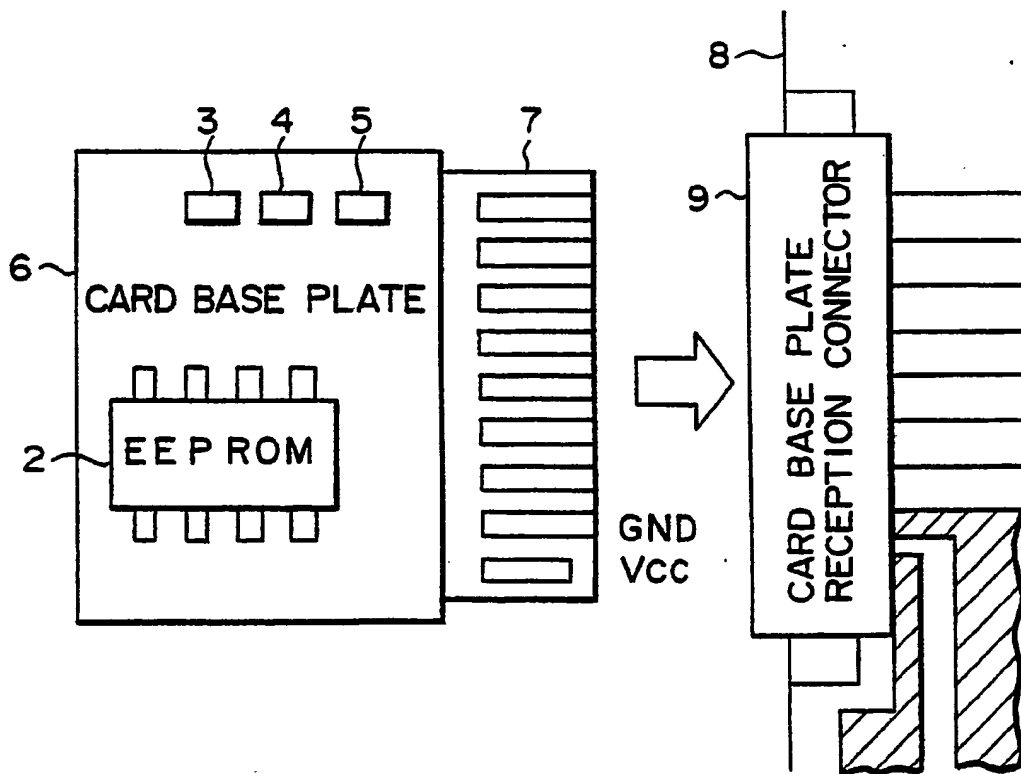 8
3 4 5 7
9
6
CARD BASE PLATE
CARD BASE PLATE
RECEPTION CONNECTOR
2
EEPROM
GND
Vcc